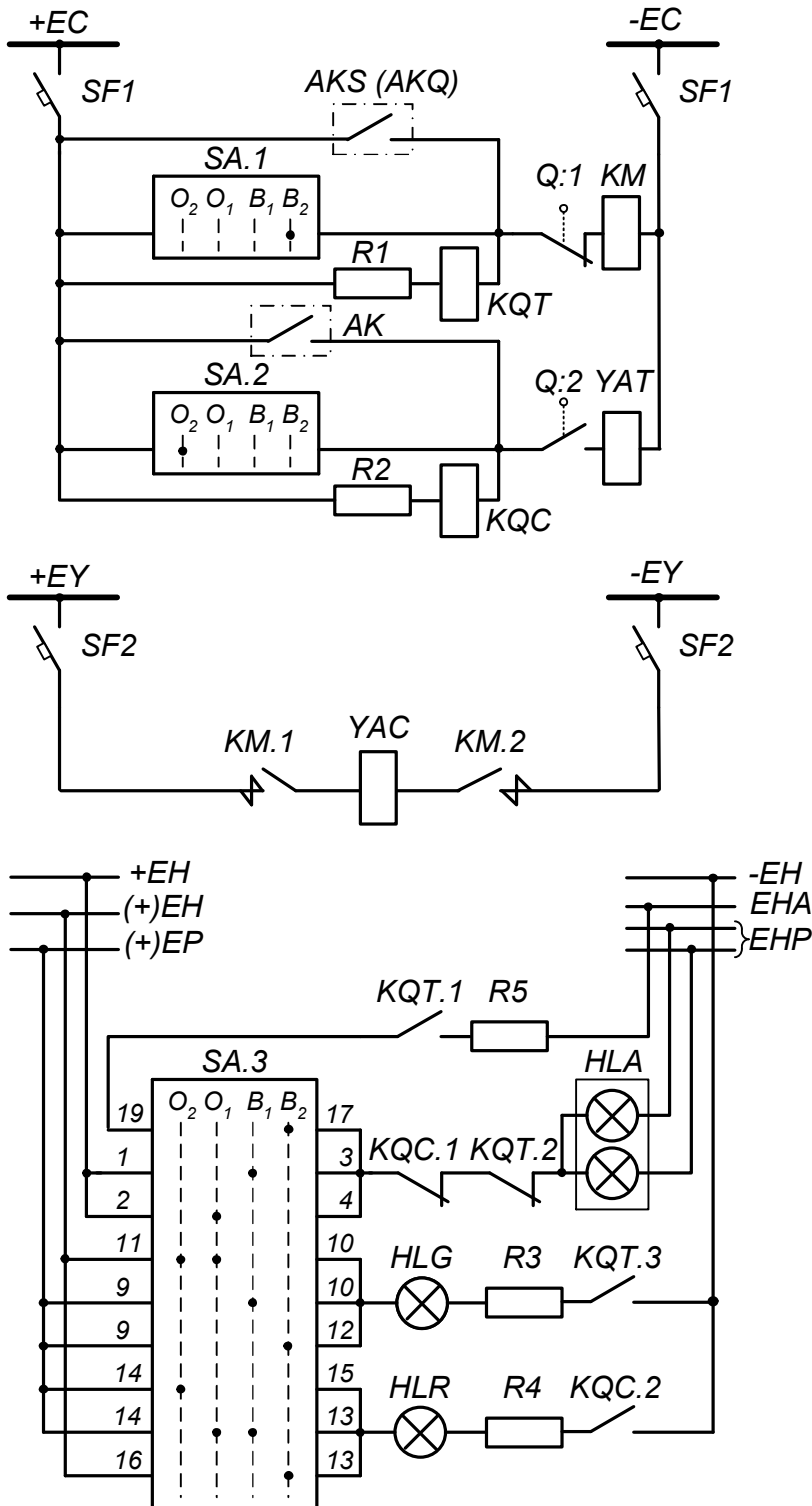 +EC -EC
SF1 SF1
AKS (AKQ)
SA.1 Q:1 KM
O2 O1 B1 B2
R1
KQT
AK
SA.2 Q:2 YAT
O2 O1 B1 B2
R2
KQC
+EY -EY
SF2 SF2
KM.1 YAC KM.2
+EH -EH
(+)EH EHA
(+)EP }EHP
KQT.1 R5
SA.3 HLA
19 O2 O1 B1 B2 17
1 3 KQC.1 KQT.2
2 4
11 10 HLG R3 KQT.3
9 10
9 12
14 15 HLR R4 KQC.2
14 13
16 13